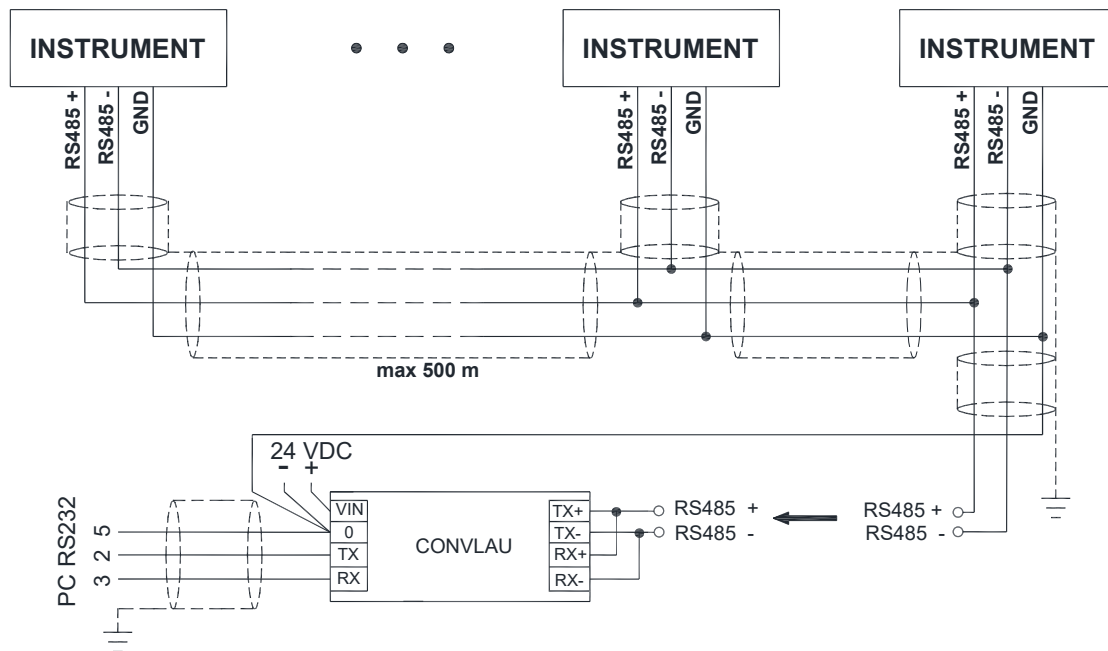 INSTRUMENT
INSTRUMENT
INSTRUMENT
RS485 +
RS485 -
GND
RS485 +
RS485 -
GND
RS485 +
RS485 -
GND
max 500 m
24 VDC
- +
PC RS232
5
2
3
VIN
0
TX
RX
CONVLAU
TX+
TX-
RX+
RX-
RS485 +
RS485 -
RS485 +
RS485 -